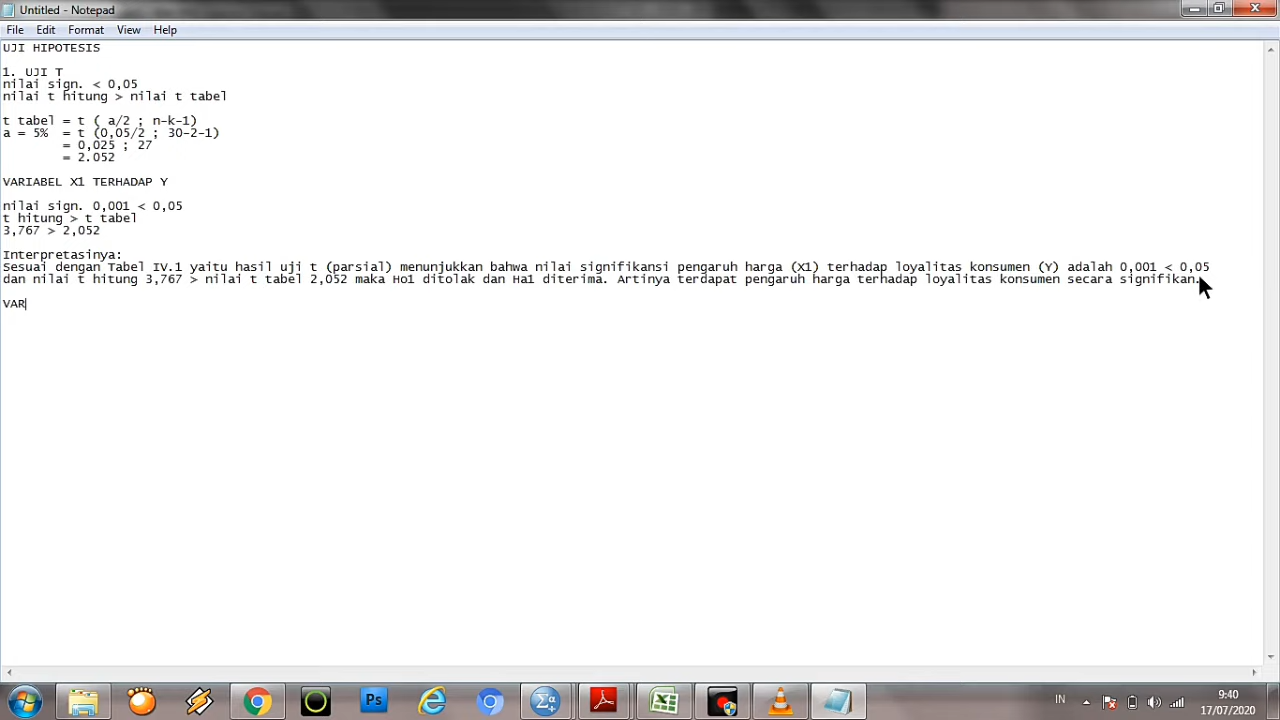 Untitled - Notepad
File Edit Format View Help
UJI HIPOTESIS
1. UJI T
nilai sign. < 0,05
nilai t hitung > nilai t tabel
t tabel = t ( a/2 ; n-k-1)
a = 5% = t (0,05/2 ; 30-2-1)
= 0,025 ; 27
= 2.052
VARIABEL X1 TERHADAP Y
nilai sign. 0,001 < 0,05
t hitung > t tabel
3,767 > 2,052
Interpretasinya:
Sesuai dengan Tabel IV.1 yaitu hasil uji t (parsial) menunjukkan bahwa nilai signifikansi pengaruh harga (X1) terhadap loyalitas konsumen (Y) adalah 0,001 < 0,05
dan nilai t hitung 3,767 > nilai t tabel 2,052 maka Ho1 ditolak dan Ha1 diterima. Artinya terdapat pengaruh harga terhadap loyalitas konsumen secara signifikan.
VAR
Ps
IN
9:40
17/07/2020